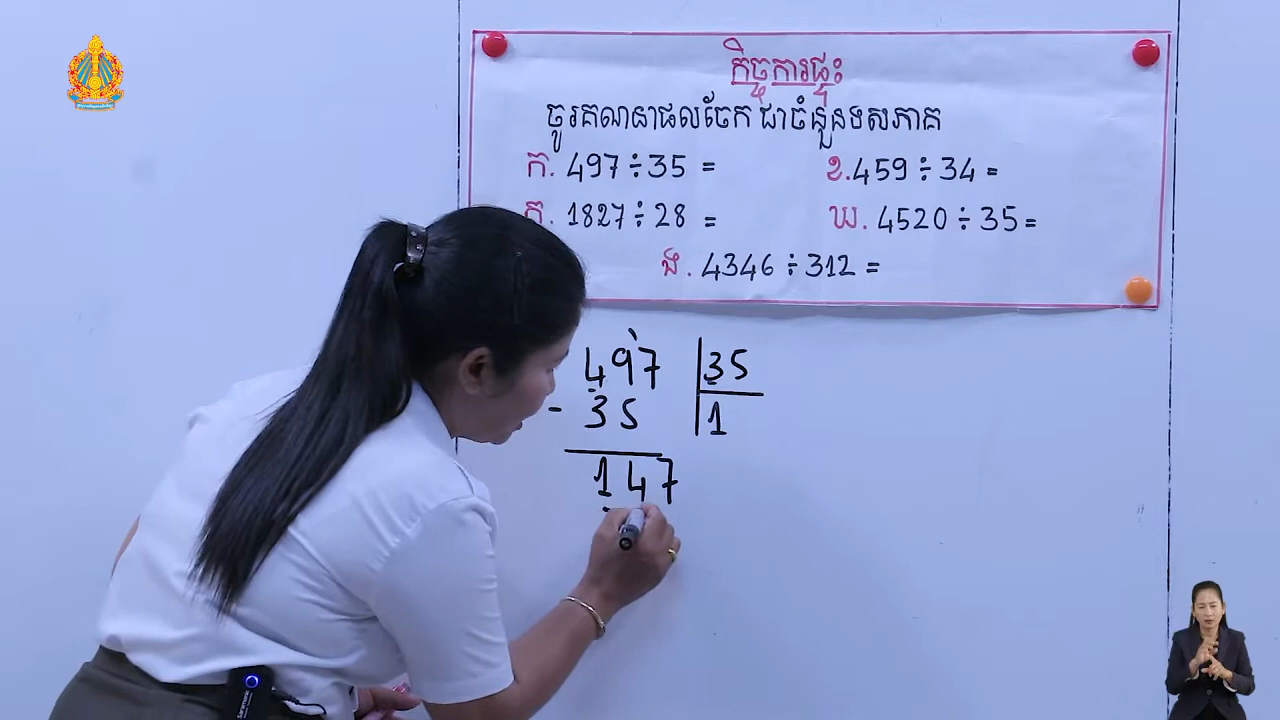 កិច្ចការផ្ទះ
ចូរគណនាផលចែក ជាចំនួនទសភាគ
ក. 497 ÷ 35 =
ខ. 459 ÷ 34 =
គ. 1827 ÷ 28 =
ឃ. 4520 ÷ 35 =
ង. 4346 ÷ 312 =
497 35
- 35 1
147